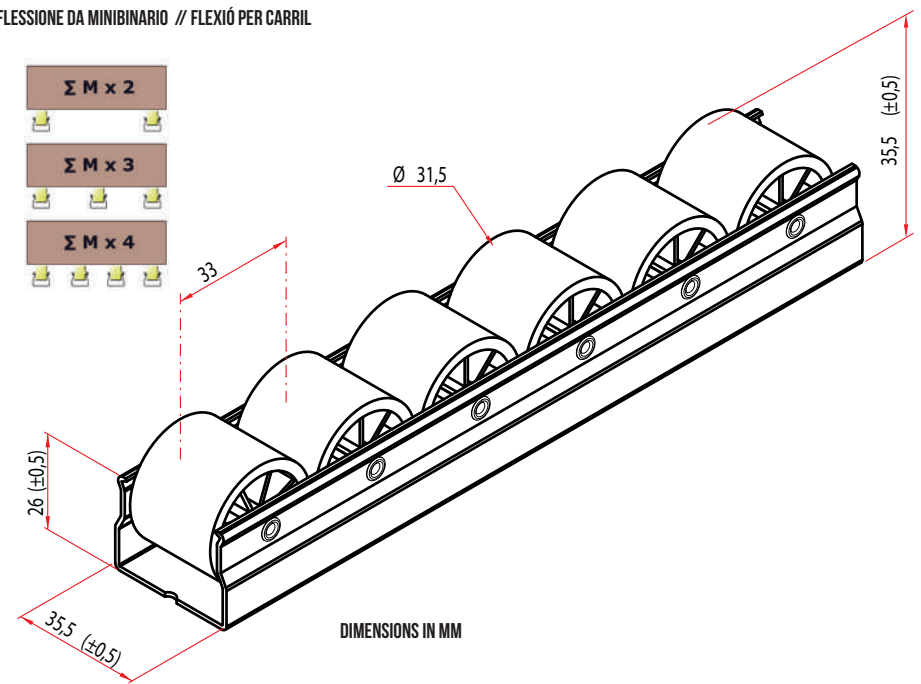 FLESSIONE DA MINIBINARIO // FLEXIÓ PER CARRIL
Σ M x 2
Σ M x 3
Σ M x 4
Ø 31,5
33
35,5 (±0,5)
26 (±0,5)
35,5 (±0,5)
DIMENSIONS IN MM